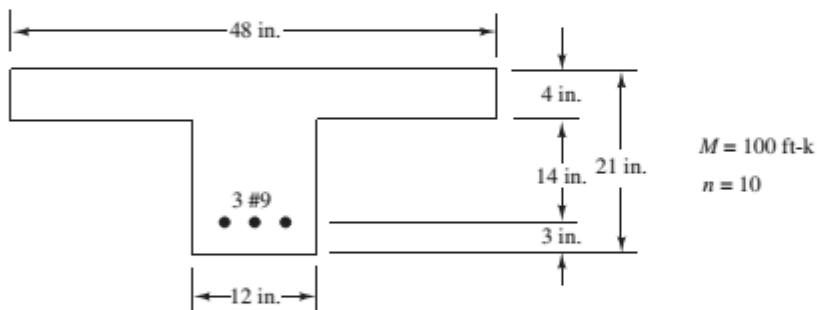 48 in.
4 in.
14 in.
21 in.
M = 100 ft-k
n = 10
3 #9
3 in.
12 in.